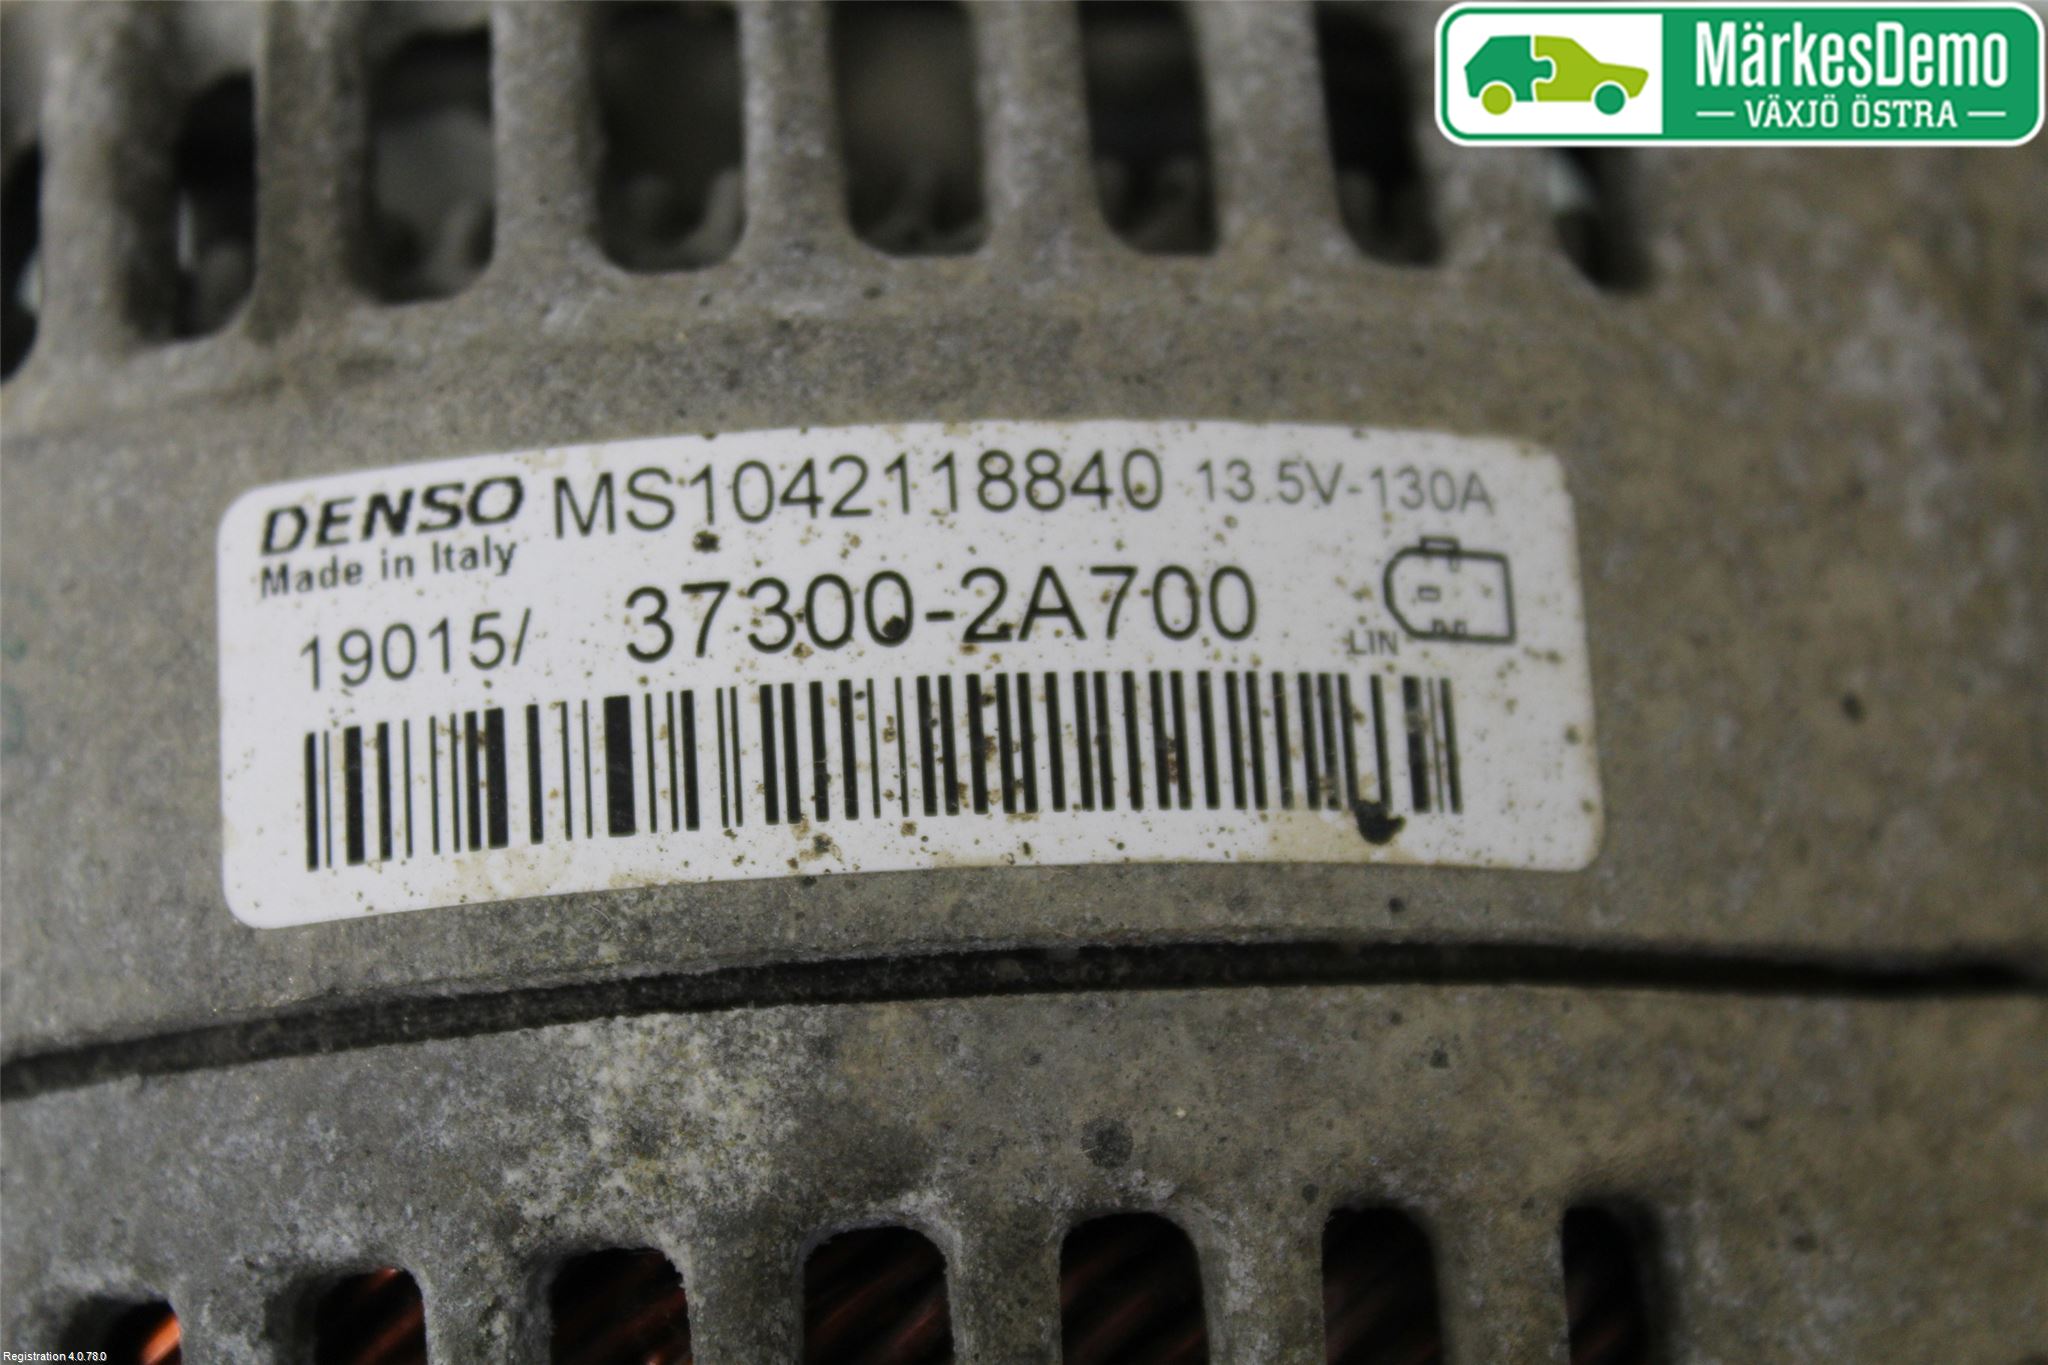 MärkesDemo
VÄXJÖ ÖSTRA
DENSO MS1042118840 13.5V-130A
Made in Italy
19015/ 37300-2A700
LIN
Registration 4.0.78.0